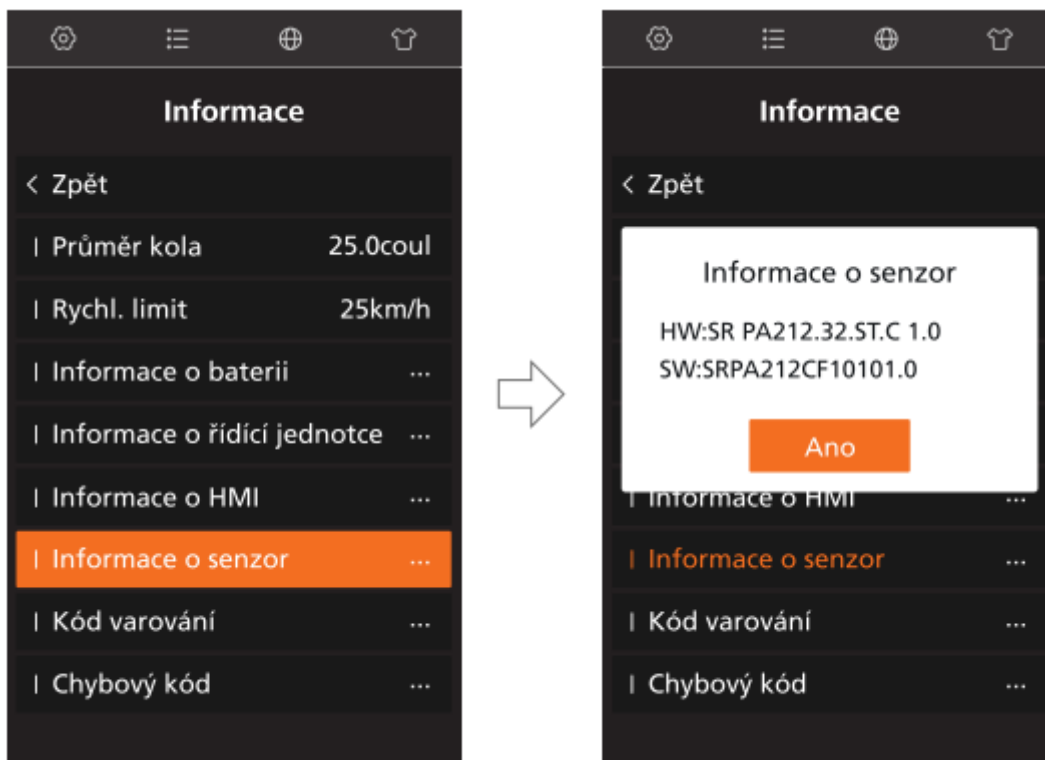 Informace
< Zpět
| Průměr kola 25.0coul
| Rychl. limit 25km/h
| Informace o baterii ...
| Informace o řídící jednotce ...
| Informace o HMI ...
| Informace o senzor ...
| Kód varování ...
| Chybový kód ...
Informace
< Zpět
Informace o senzor
HW:SR PA212.32.ST.C 1.0
SW:SRPA212CF10101.0
Ano
| Informace o HMI ...
| Informace o senzor ...
| Kód varování ...
| Chybový kód ...